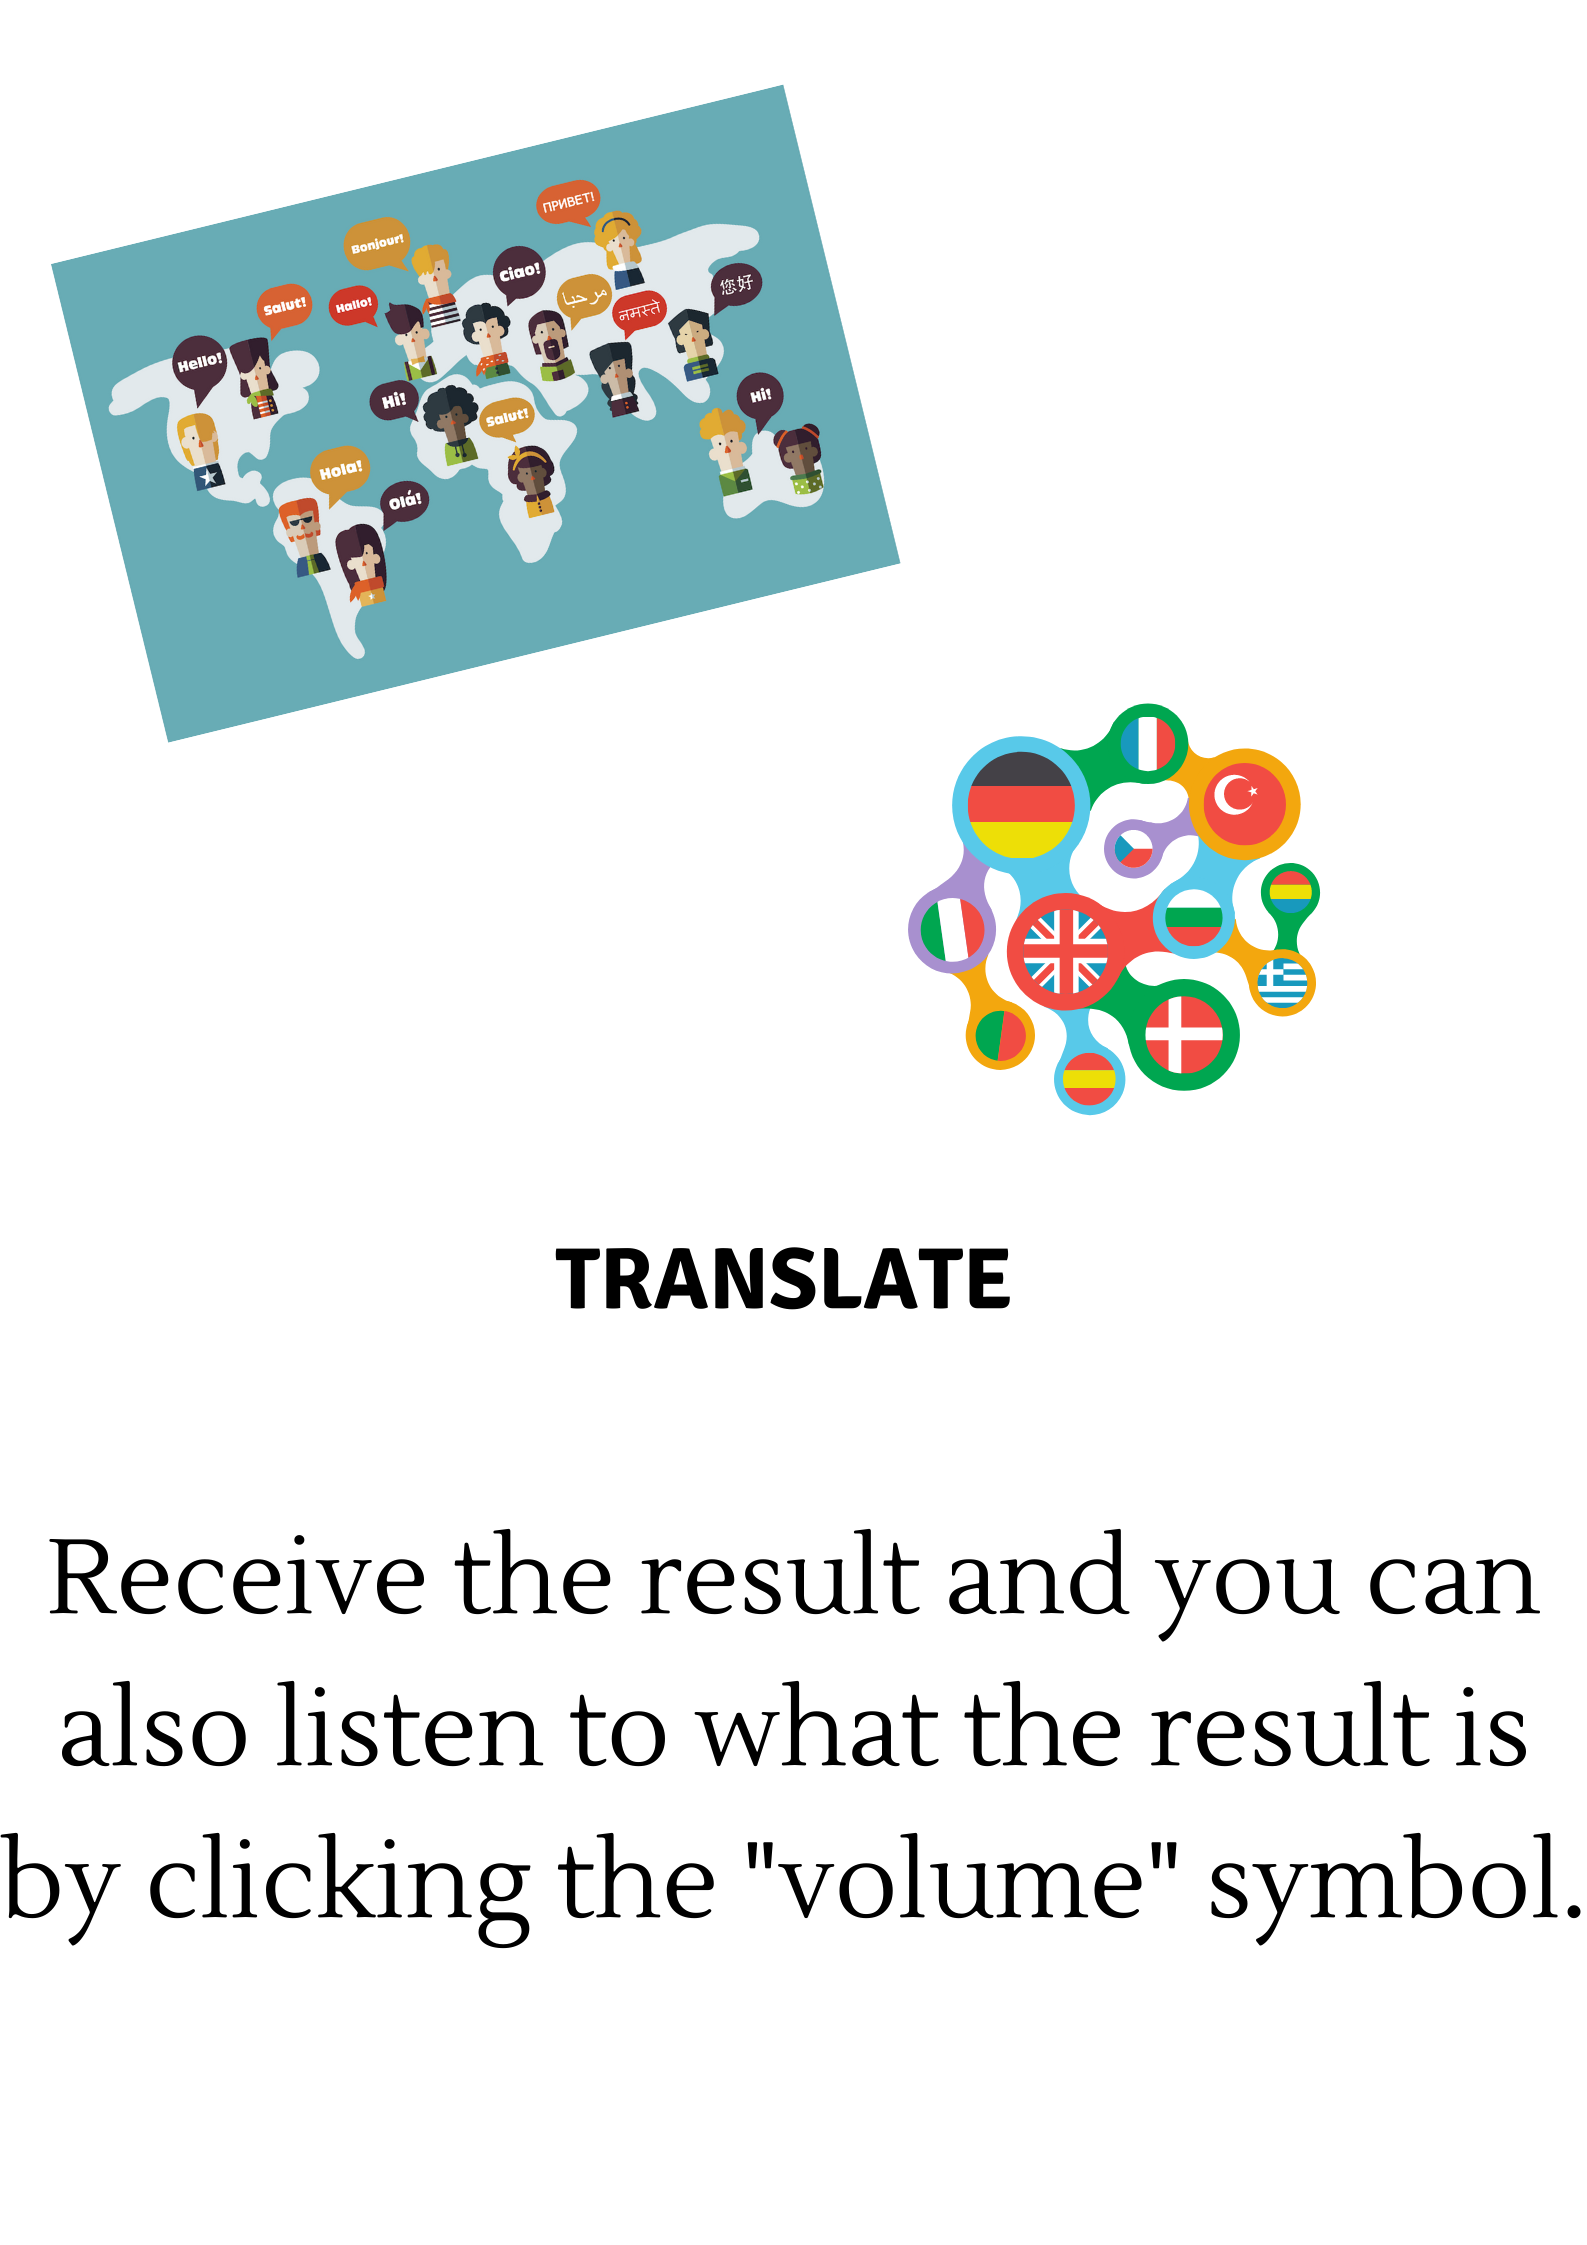 ПРИВЕТ!
Bonjour!
Ciao!
您好
Salut!
Hallo!
مرحبا
नमस्ते
Hello!
Hi!
Salut!
Hi!
Hola!
Olá!
TRANSLATE
Receive the result and you can
also listen to what the result is
by clicking the "volume" symbol.